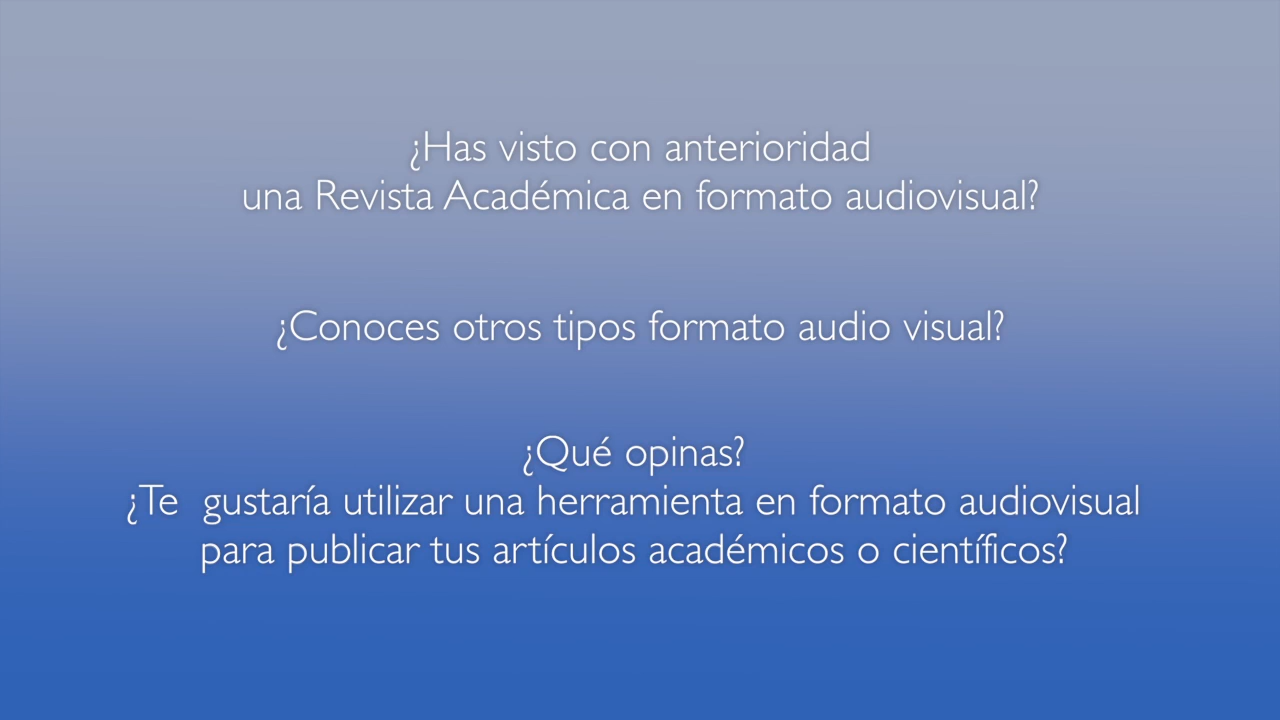 ¿Has visto con anterioridad
una Revista Académica en formato audiovisual?
¿Conoces otros tipos formato audio visual?
¿Qué opinas?
¿Te  gustaría utilizar una herramienta en formato audiovisual
para publicar tus artículos académicos o científicos?